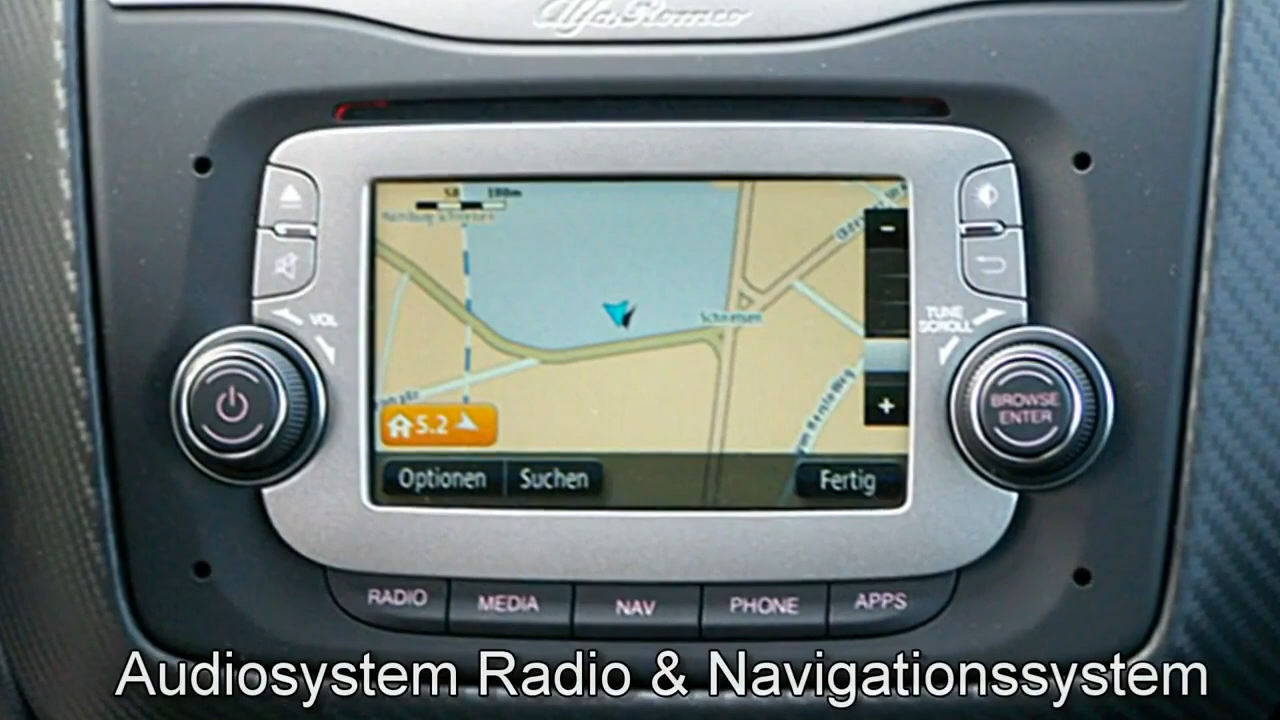 Alfa Romeo
Schriesen
VOL
TUNE
SCROLL
BROWSE
ENTER
5.2
Optionen Suchen Fertig
RADIO MEDIA NAV PHONE APPS
Audiosystem Radio & Navigationssystem